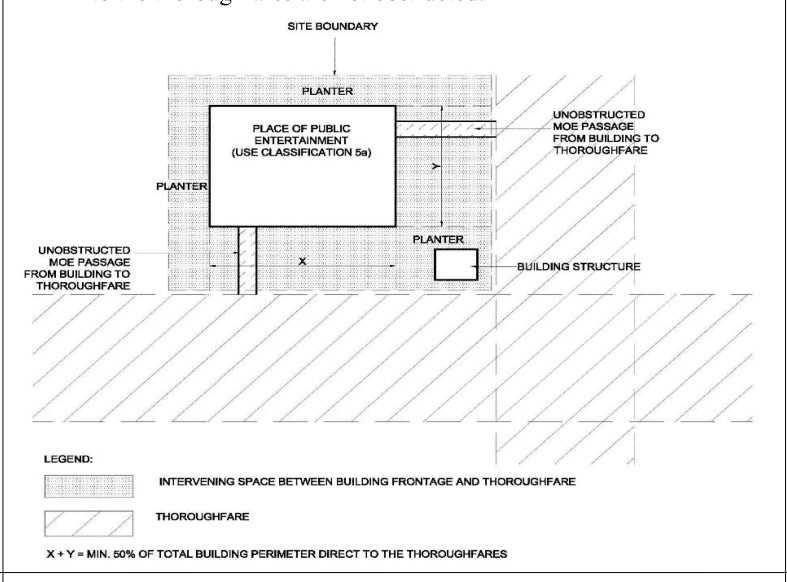 SITE BOUNDARY
PLANTER
PLACE OF PUBLIC
ENTERTAINMENT
(USE CLASSIFICATION 5a)
UNOBSTRUCTED
MOE PASSAGE
FROM BUILDING TO
THOROUGHFARE
Y
PLANTER
PLANTER
UNOBSTRUCTED
MOE PASSAGE
FROM BUILDING TO
THOROUGHFARE
X
BUILDING STRUCTURE
LEGEND:
INTERVENING SPACE BETWEEN BUILDING FRONTAGE AND THOROUGHFARE
THOROUGHFARE
X + Y = MIN. 50% OF TOTAL BUILDING PERIMETER DIRECT TO THE THOROUGHFARES